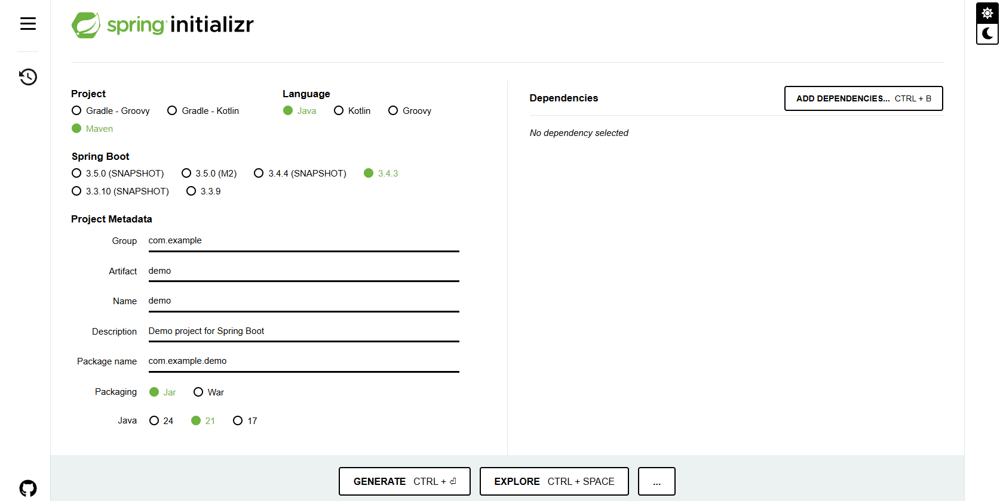 spring initializr
Project
Gradle - Groovy
Gradle - Kotlin
Maven
Language
Java
Kotlin
Groovy
Spring Boot
3.5.0 (SNAPSHOT)
3.5.0 (M2)
3.4.4 (SNAPSHOT)
3.4.3
3.3.10 (SNAPSHOT)
3.3.9
Project Metadata
Group com.example
Artifact demo
Name demo
Description Demo project for Spring Boot
Package name com.example.demo
Packaging Jar War
Java 24 21 17
Dependencies
ADD DEPENDENCIES... CTRL + B
No dependency selected
GENERATE CTRL + ⏎
EXPLORE CTRL + SPACE
...